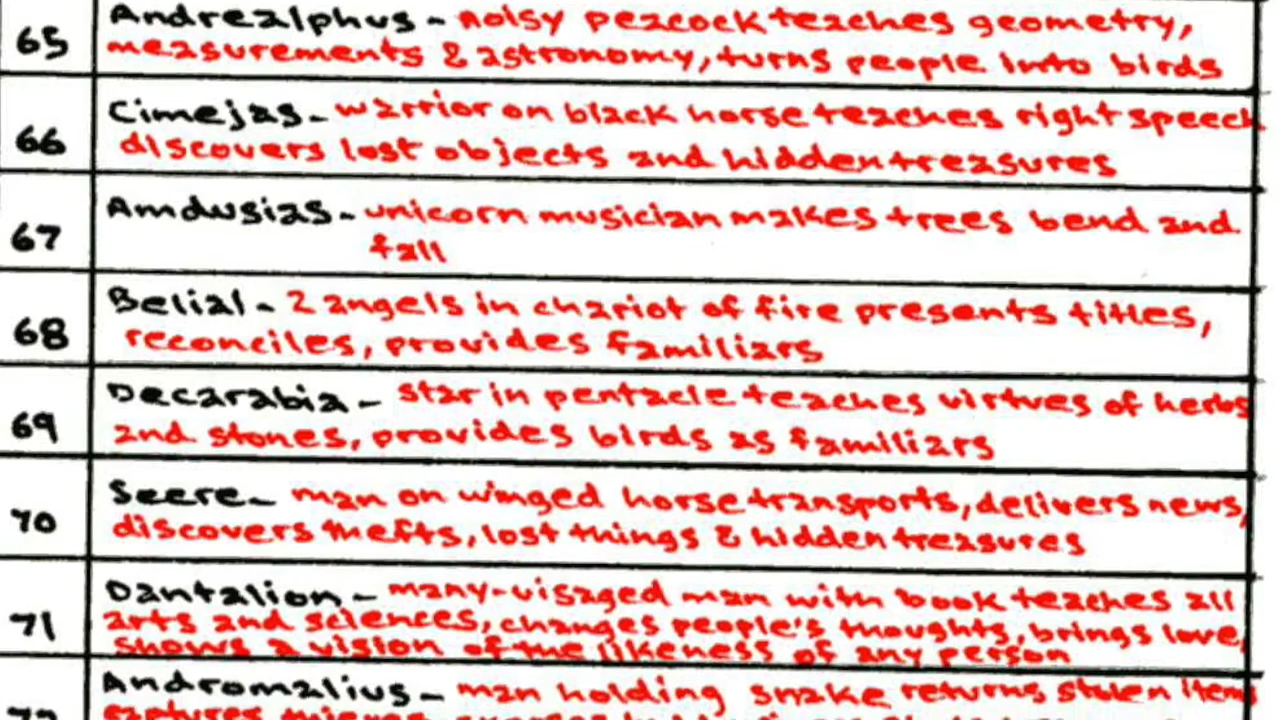 65 Andrealphus - noisy peacock teaches geometry,
measurements & astronomy, turns people into birds
66 Cimejas - warrior on black horse teaches right speech
discovers lost objects and hidden treasures
67 Amdusias - unicorn musician makes trees bend and
fall
68 Belial - 2 angels in chariot of fire presents titles,
reconciles, provides familiars
69 Decarabia - star in pentacle teaches virtues of herbs
and stones, provides birds as familiars
70 Seere - man on winged horse transports, delivers news,
discovers thefts, lost things & hidden treasures
71 Dantalion - many-visaged man with book teaches all
arts and sciences, changes people's thoughts, brings love,
shows a vision of the likeness of any person
Andromalius - man holding snake returns stolen items
captures thieves